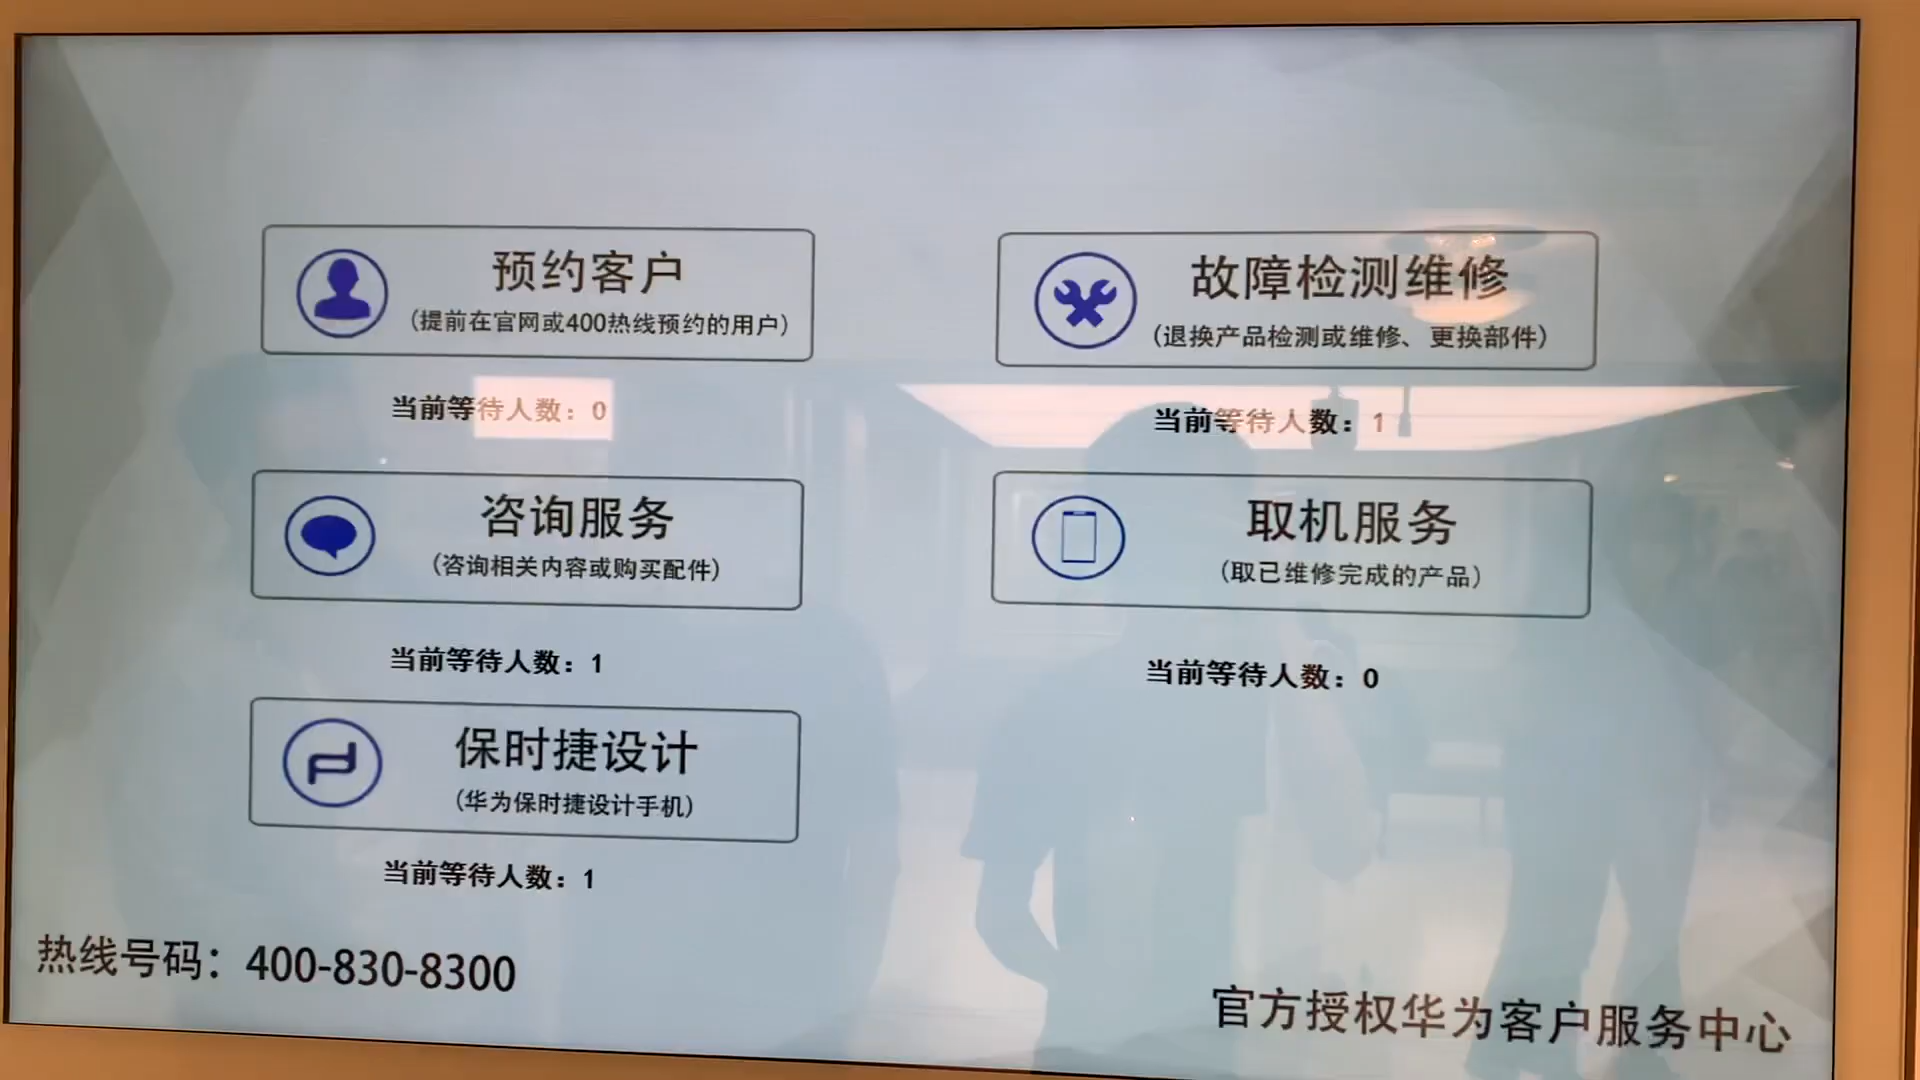 预约客户
(提前在官网或400热线预约的用户)
当前等待人数：0
故障检测维修
(退换产品检测或维修、更换部件)
当前等待人数：1
咨询服务
(咨询相关内容或购买配件)
当前等待人数：1
取机服务
(取已维修完成的产品)
当前等待人数：0
保时捷设计
(华为保时捷设计手机)
当前等待人数：1
热线号码：400-830-8300
官方授权华为客户服务中心